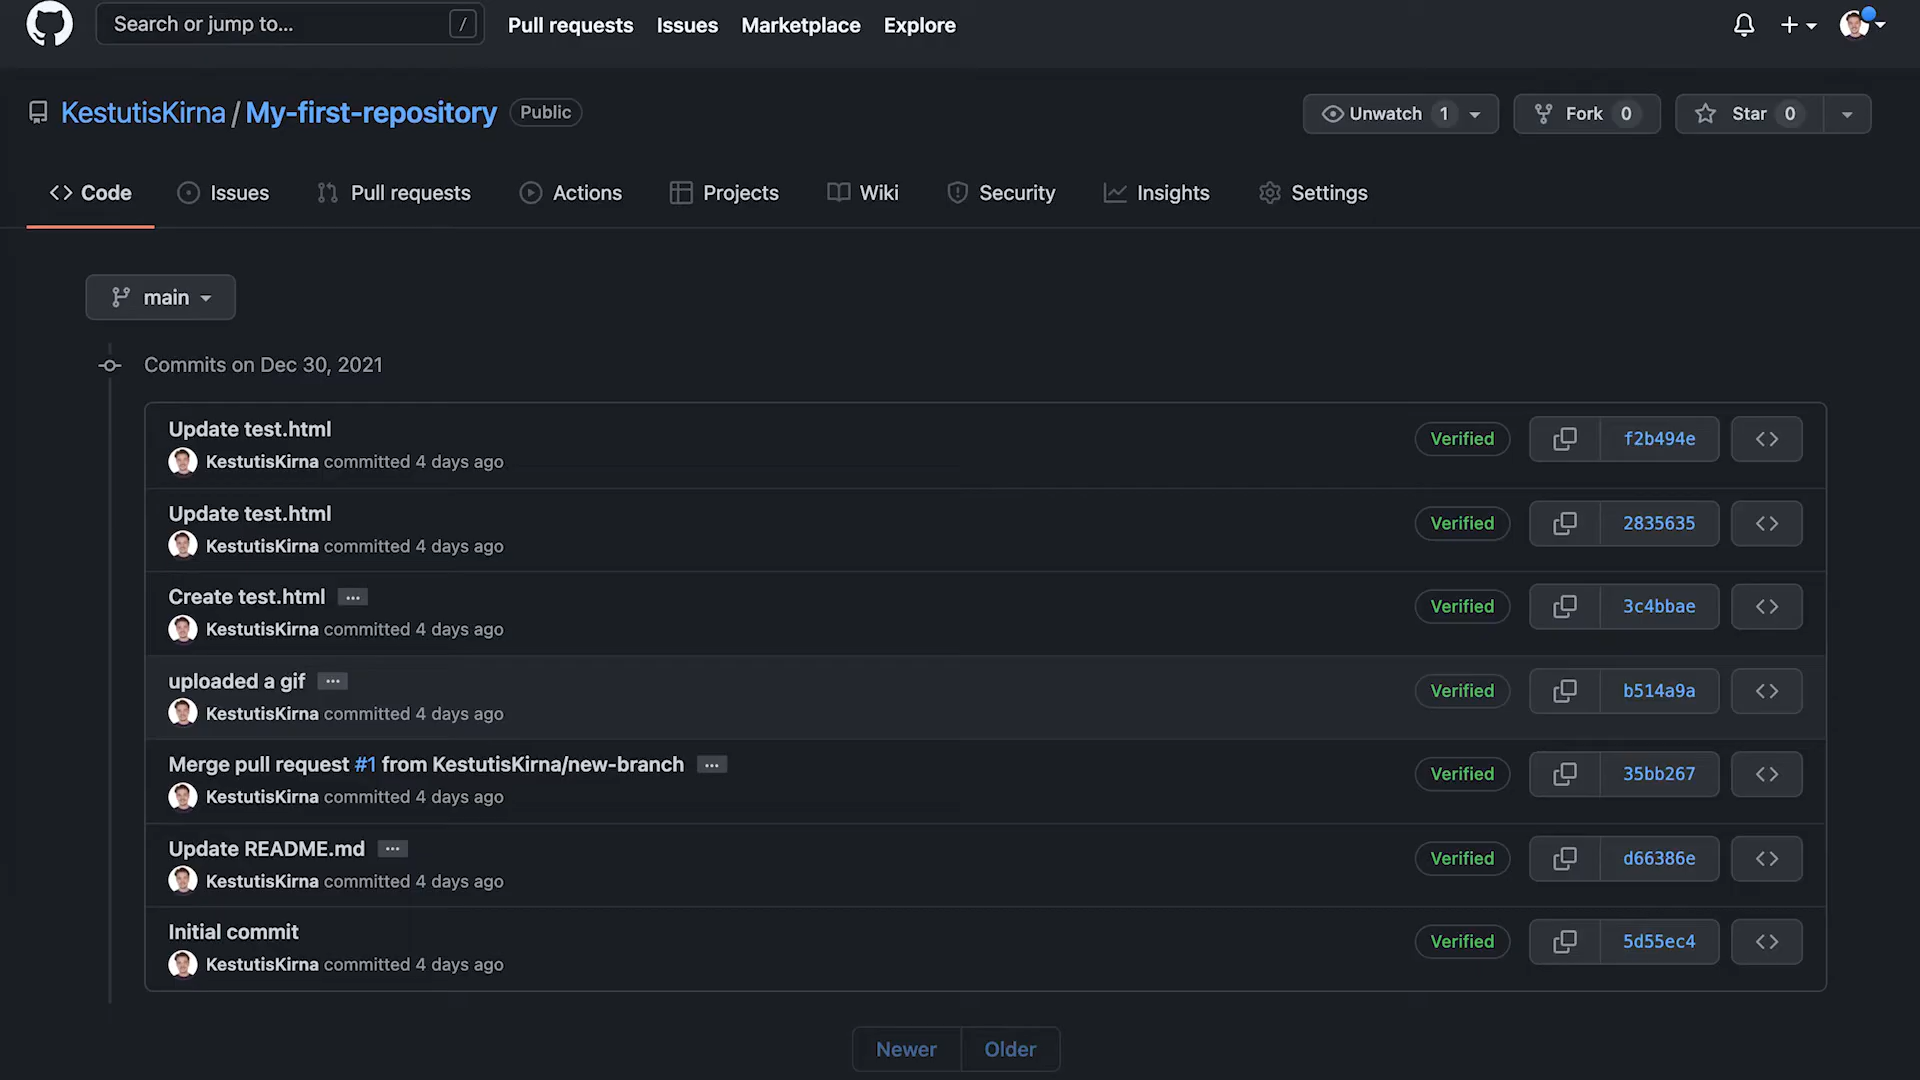 Search or jump to... / Pull requests Issues Marketplace Explore
KestutisKirna / My-first-repository Public Unwatch 1 Fork 0 Star 0
Code Issues Pull requests Actions Projects Wiki Security Insights Settings
main
Commits on Dec 30, 2021
Update test.html
KestutisKirna committed 4 days ago Verified f2b494e
Update test.html
KestutisKirna committed 4 days ago Verified 2835635
Create test.html ...
KestutisKirna committed 4 days ago Verified 3c4bbae
uploaded a gif ...
KestutisKirna committed 4 days ago Verified b514a9a
Merge pull request #1 from KestutisKirna/new-branch ...
KestutisKirna committed 4 days ago Verified 35bb267
Update README.md ...
KestutisKirna committed 4 days ago Verified d66386e
Initial commit
KestutisKirna committed 4 days ago Verified 5d55ec4
Newer Older